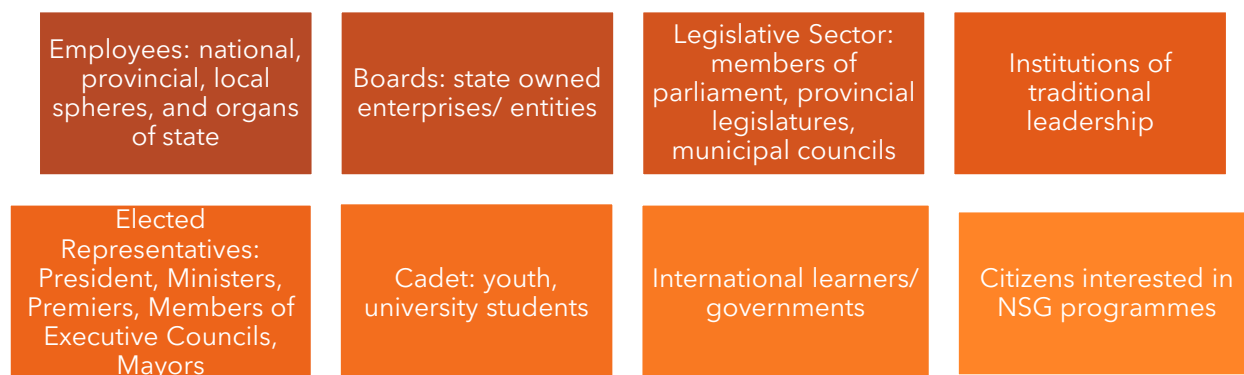 Employees: national,
provincial, local
spheres, and organs
of state
Boards: state owned
enterprises/ entities
Legislative Sector:
members of
parliament, provincial
legislatures,
municipal councils
Institutions of
traditional
leadership
Elected
Representatives:
President, Ministers,
Premiers, Members of
Executive Councils,
Mayors
Cadet: youth,
university students
International learners/
governments
Citizens interested in
NSG programmes